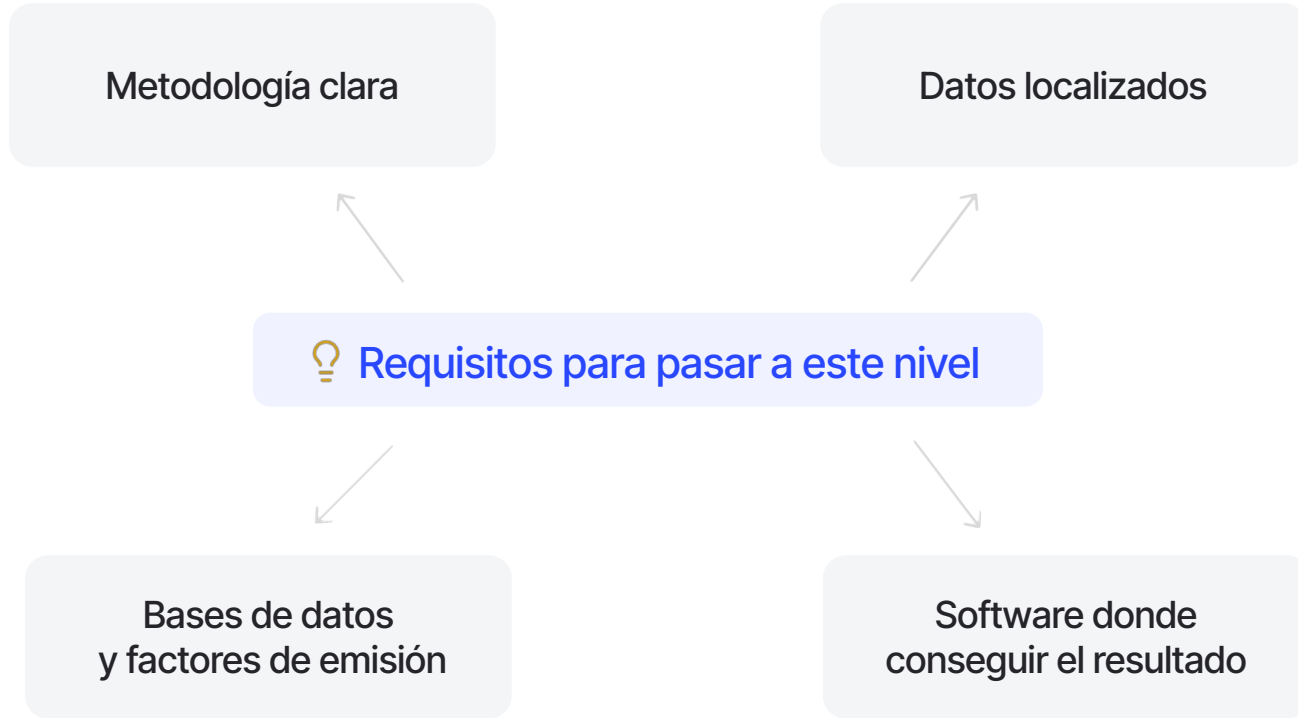 Metodología clara
Datos localizados
Requisitos para pasar a este nivel
Bases de datos
y factores de emisión
Software donde
conseguir el resultado